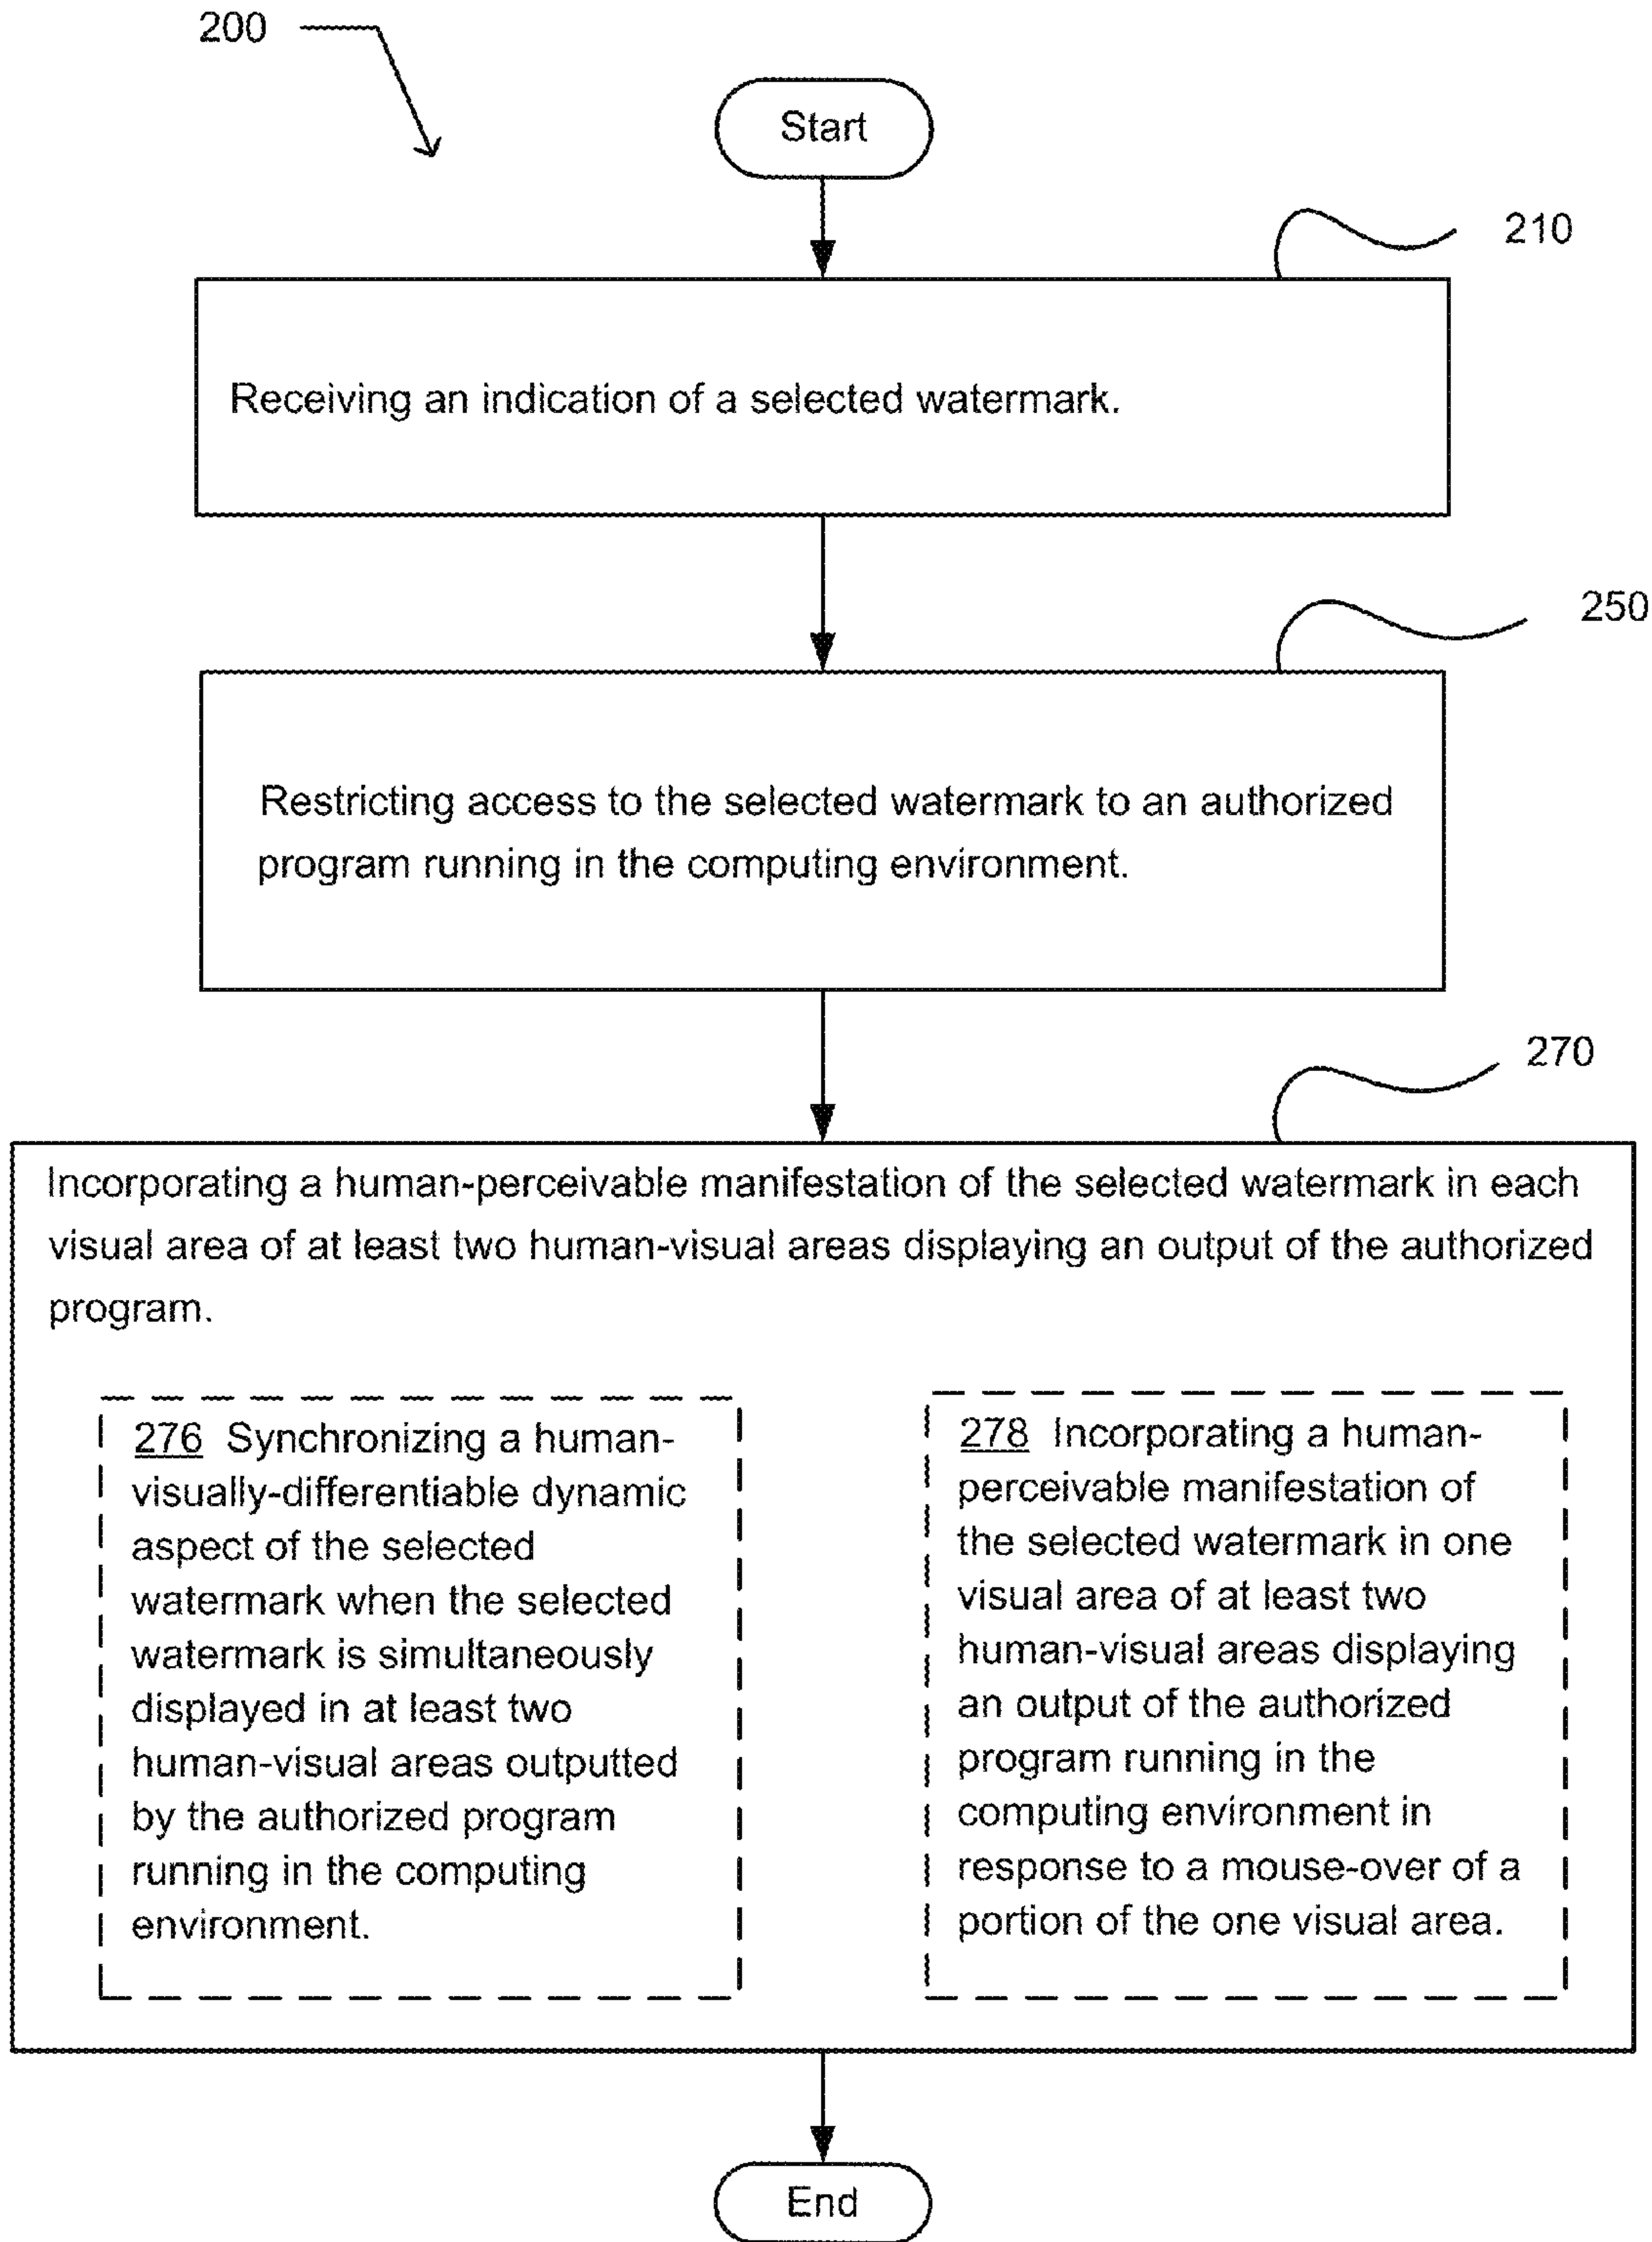 200
Start
210
Receiving an indication of a selected watermark.
250
Restricting access to the selected watermark to an authorized
program running in the computing environment.
270
Incorporating a human-perceivable manifestation of the selected watermark in each
visual area of at least two human-visual areas displaying an output of the authorized
program.
276 Synchronizing a human-
visually-differentiable dynamic
aspect of the selected
watermark when the selected
watermark is simultaneously
displayed in at least two
human-visual areas outputted
by the authorized program
running in the computing
environment.
278 Incorporating a human-
perceivable manifestation of
the selected watermark in one
visual area of at least two
human-visual areas displaying
an output of the authorized
program running in the
computing environment in
response to a mouse-over of a
portion of the one visual area.
End